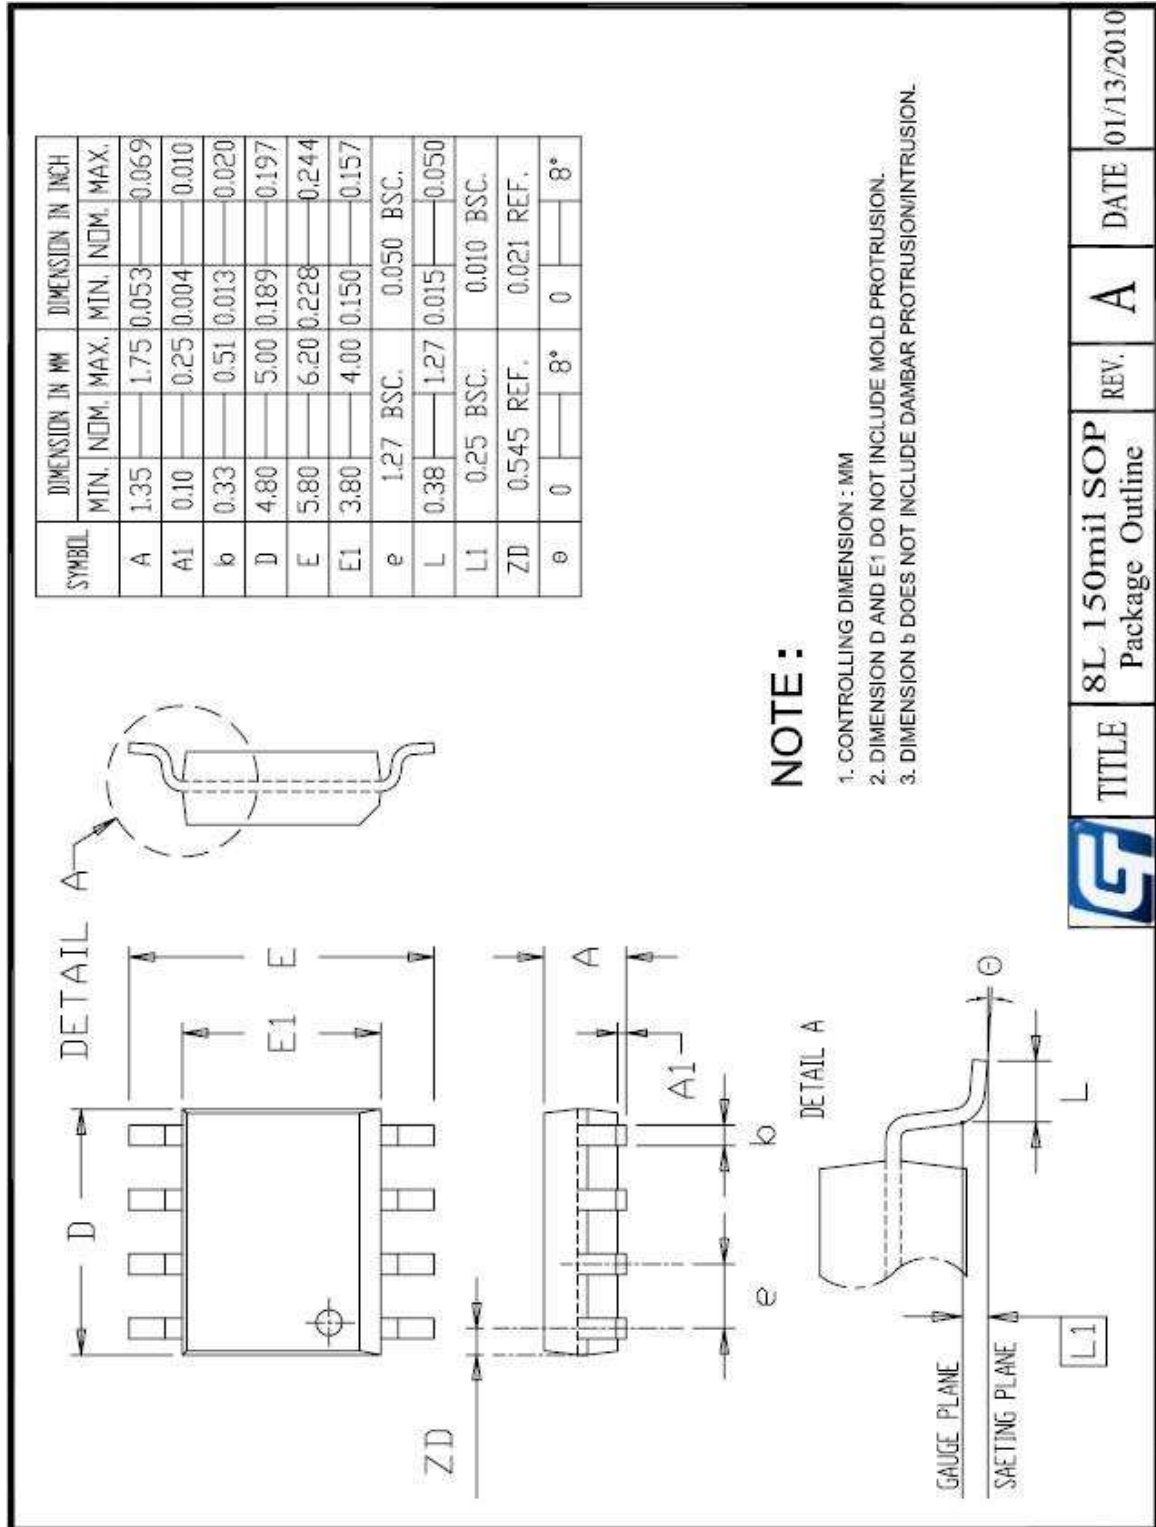 DETAIL A
D
E
E1
ZD
A
A1
b
e
DETAIL A
GAUGE PLANE
SAETING PLANE
L1
L
Θ
SYMBOL DIMENSION IN MM DIMENSION IN INCH
MIN. NOM. MAX. MIN. NOM. MAX.
A 1.35 — 1.75 0.053 — 0.069
A1 0.10 — 0.25 0.004 — 0.010
b 0.33 — 0.51 0.013 — 0.020
D 4.80 — 5.00 0.189 — 0.197
E 5.80 — 6.20 0.228 — 0.244
E1 3.80 — 4.00 0.150 — 0.157
e 1.27 BSC. 0.050 BSC.
L 0.38 — 1.27 0.015 — 0.050
L1 0.25 BSC. 0.010 BSC.
ZD 0.545 REF. 0.021 REF.
Θ 0 — 8° 0 — 8°
NOTE :
1. CONTROLLING DIMENSION : MM
2. DIMENSION D AND E1 DO NOT INCLUDE MOLD PROTRUSION.
3. DIMENSION b DOES NOT INCLUDE DAMBAR PROTRUSION/INTRUSION.
GT
TITLE
8L 150mil SOP
Package Outline
REV.
A
DATE
01/13/2010